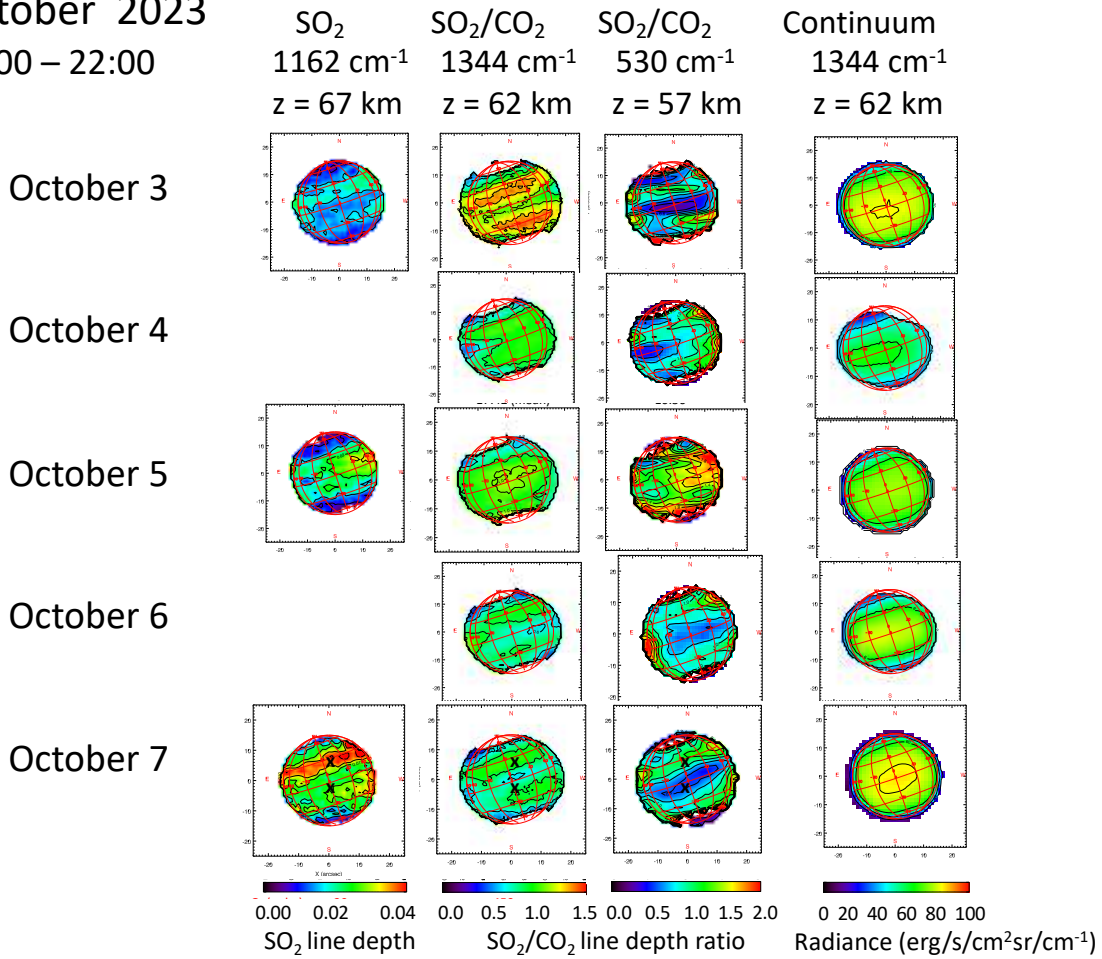 tober 2023
00 – 22:00
SO₂ SO₂/CO₂ SO₂/CO₂ Continuum
1162 cm⁻¹ 1344 cm⁻¹ 530 cm⁻¹ 1344 cm⁻¹
z = 67 km z = 62 km z = 57 km z = 62 km
October 3
October 4
October 5
October 6
October 7
X X X
X X X
X (arcsec)
0.00 0.02 0.04 0.0 0.5 1.0 1.5 0.0 0.5 1.0 1.5 2.0 0 20 40 60 80 100
SO₂ line depth SO₂/CO₂ line depth ratio Radiance (erg/s/cm²sr/cm⁻¹)